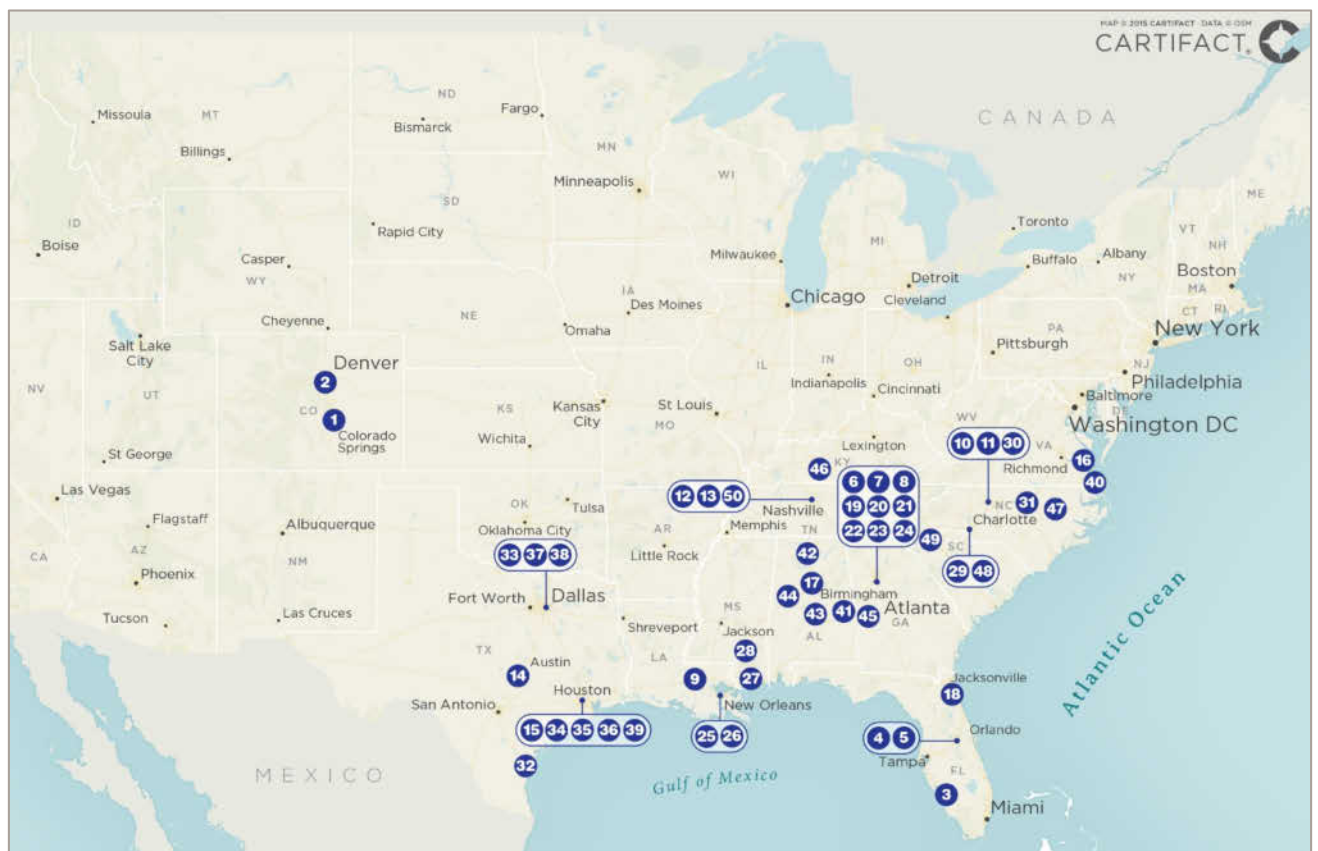 MAP © 2015 CARTIFACT · DATA © OSM
CARTIFACT®
CANADA
ND
Fargo
Missoula
MT
Bismarck
Billings
MN
Minneapolis
WI
ME
SD
ID
Rapid City
Toronto
VT
Boise
MI
NH
Casper
Milwaukee
Buffalo
Albany
WY
Detroit
NY
Boston
IA
Chicago
Cleveland
MA
NE
Des Moines
CT
RI
Cheyenne
Omaha
PA
New York
Salt Lake
City
Pittsburgh
Denver
IL
IN
OH
NJ
Indianapolis
Cincinnati
Philadelphia
2
NV
UT
Baltimore
CO
KS
Kansas
City
St Louis
DE
1
WV
Washington DC
Colorado
Springs
Wichita
MO
Lexington
10 11 30
VA
St George
KY
Richmond
16
46
6 7 8
40
Las Vegas
12 13 50
OK
Tulsa
Nashville
19 20 21
NC
31
47
Flagstaff
Albuquerque
Oklahoma City
AR
Memphis
TN
22 23 24
Charlotte
CA
AZ
NM
33 37 38
Little Rock
42
49
SC
29 48
Phoenix
17
44
Birmingham
Fort Worth
Dallas
MS
43
41
45
Atlanta
Tucson
Las Cruces
Shreveport
Jackson
AL
GA
TX
LA
28
Austin
14
9
27
Jacksonville
Houston
18
San Antonio
New Orleans
15 34 35 36 39
25 26
4 5
Orlando
32
Tampa
MEXICO
Gulf of Mexico
FL
3
Miami
Atlantic Ocean